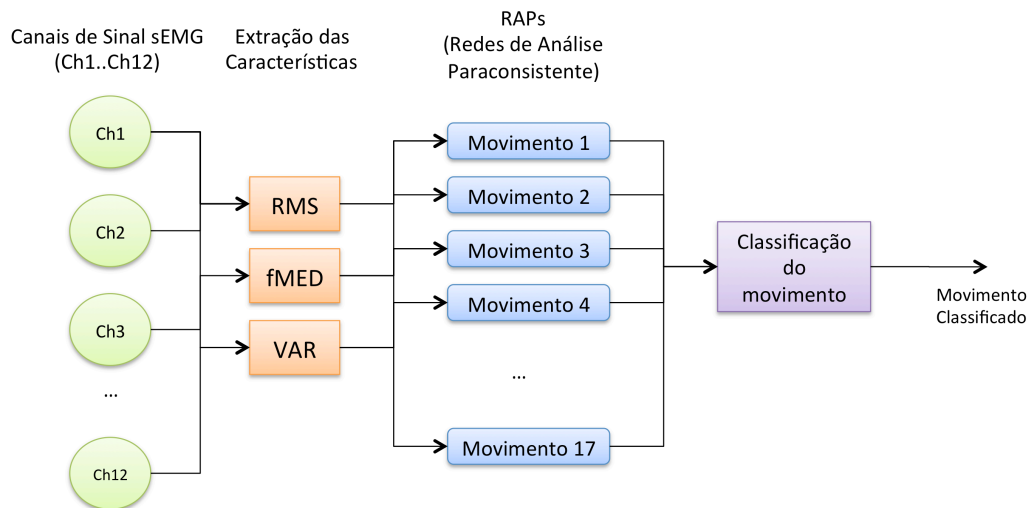 Canais de Sinal sEMG
(Ch1..Ch12)
Extração das
Características
RAPs
(Redes de Análise
Paraconsistente)
Ch1
Ch2
Ch3
...
Ch12
RMS
fMED
VAR
Movimento 1
Movimento 2
Movimento 3
Movimento 4
...
Movimento 17
Classificação
do
movimento
Movimento
Classificado